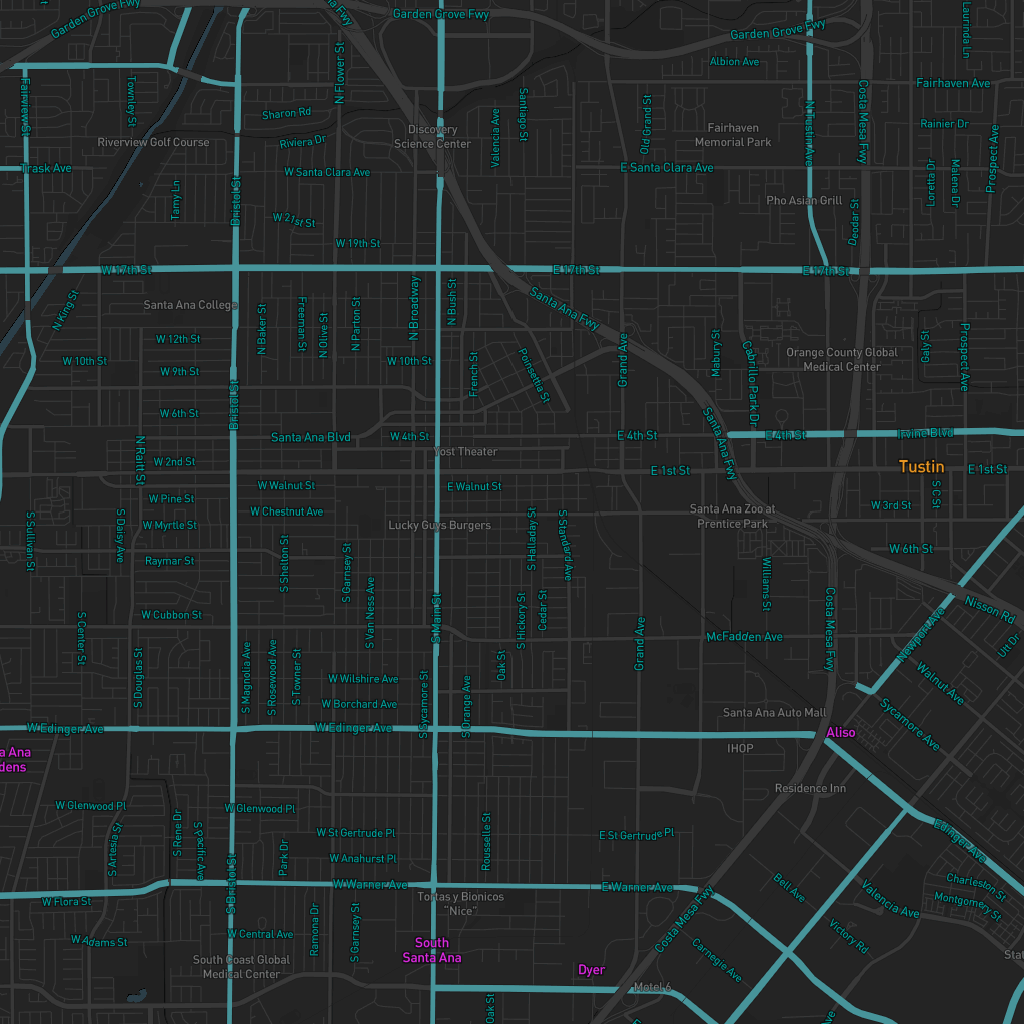 Garden Grove Fwy
Santa Ana Fwy
Garden Grove Fwy
Garden Grove Fwy
Laurinda Ln
Albion Ave
Fairview St
Townley St
N Flower St
Fairhaven Ave
Santiago St
Costa Mesa Fwy
Sharon Rd
Valencia Ave
Old Grand St
N Tustin Ave
Rainier Dr
Discovery
Science Center
Fairhaven
Memorial Park
Riverview Golf Course
Riviera Dr
Prospect Ave
Trask Ave
W Santa Clara Ave
E Santa Clara Ave
Loretta Dr
Malena Dr
Tamy Ln
Bristol St
Pho Asian Grill
Deodar St
W 21st St
W 19th St
W 17th St
E 17th St
E 17th St
N King St
Santa Ana College
N Baker St
Freeman St
N Olive St
N Parton St
N Broadway
N Bush St
Santa Ana Fwy
W 12th St
Grand Ave
Mabury St
Cabrillo Park Dr
Galy St
Prospect Ave
W 10th St
W 10th St
Orange County Global
Medical Center
W 9th St
French St
Poinsettia St
Bristol St
W 6th St
Santa Ana Blvd
W 4th St
E 4th St
Santa Ana Fwy
E 4th St
Irvine Blvd
N Raitt St
Yost Theater
W 2nd St
E 1st St
Tustin
E 1st St
W Walnut St
E Walnut St
S C St
W Pine St
W 3rd St
W Chestnut Ave
Santa Ana Zoo at
Prentice Park
S Sullivan St
S Daisy Ave
W Myrtle St
Lucky Guys Burgers
S Halladay St
S Standard Ave
W 6th St
Raymar St
S Shelton St
S Garnsey St
Williams St
S Van Ness Ave
Costa Mesa Fwy
Nisson Rd
W Cubbon St
S Main St
S Hickory St
Cedar St
S Center St
Grand Ave
McFadden Ave
Newport Ave
Utt Dr
S Douglas St
S Magnolia Ave
S Rosewood Ave
S Towner St
Oak St
W Wilshire Ave
Walnut Ave
W Borchard Ave
S Sycamore St
S Orange Ave
Sycamore Ave
Santa Ana Auto Mall
W Edinger Ave
W Edinger Ave
Aliso
IHOP
a Ana
dens
Residence Inn
W Glenwood Pl
W Glenwood Pl
S Artesia St
S Rene Dr
S Pacific Ave
W St Gertrude Pl
Rousselle St
E St Gertrude Pl
Edinger Ave
Park Dr
W Anahurst Pl
S Bristol St
W Warner Ave
E Warner Ave
Bell Ave
Charleston St
Montgomery St
Valencia Ave
W Flora St
Tortas y Bionicos
"Nice"
Costa Mesa Fwy
Ramona Dr
S Garnsey St
W Central Ave
W Adams St
South
Santa Ana
Victory Rd
Carnegie Ave
South Coast Global
Medical Center
Dyer
Stat
Motel 6
Oak St